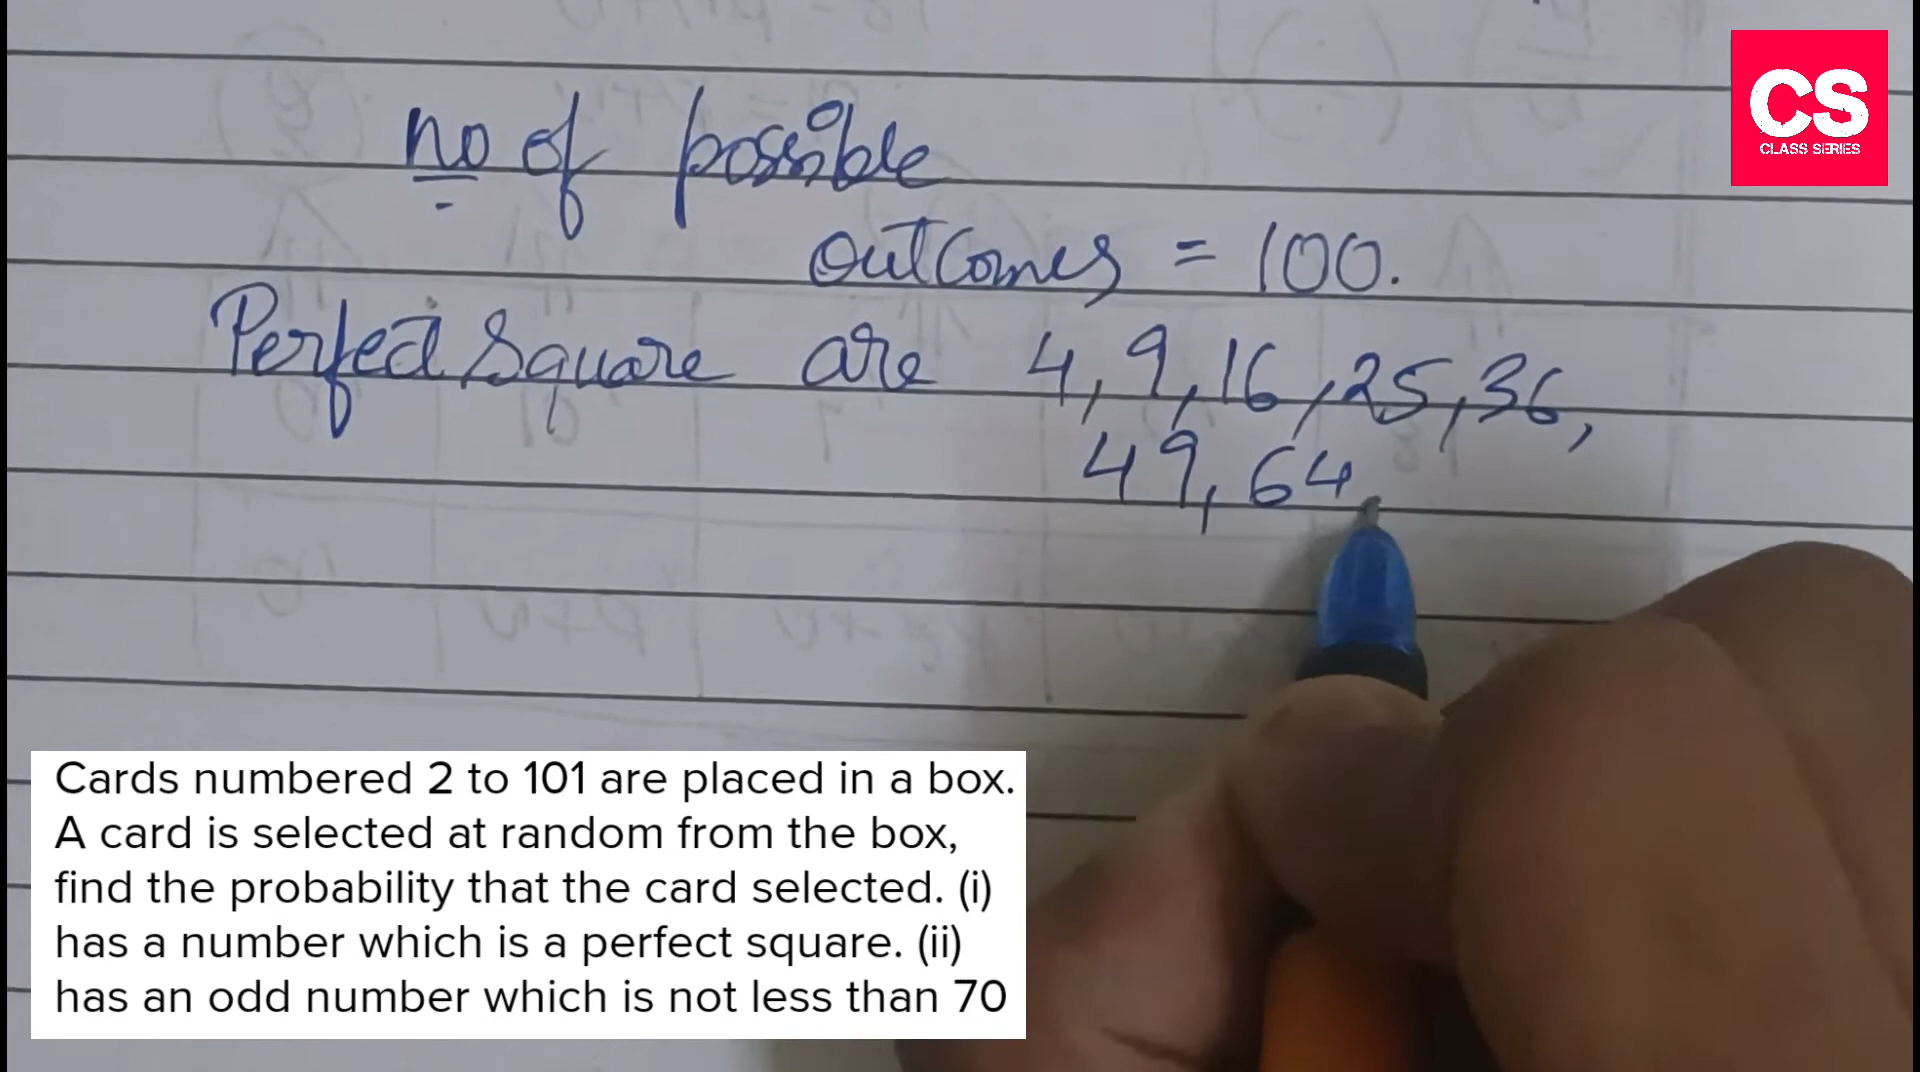 no of possible
outcomes = 100.
Perfect Square are 4, 9, 16, 25, 36,
49, 64
CS
CLASS SERIES
Cards numbered 2 to 101 are placed in a box.
A card is selected at random from the box,
find the probability that the card selected. (i)
has a number which is a perfect square. (ii)
has an odd number which is not less than 70